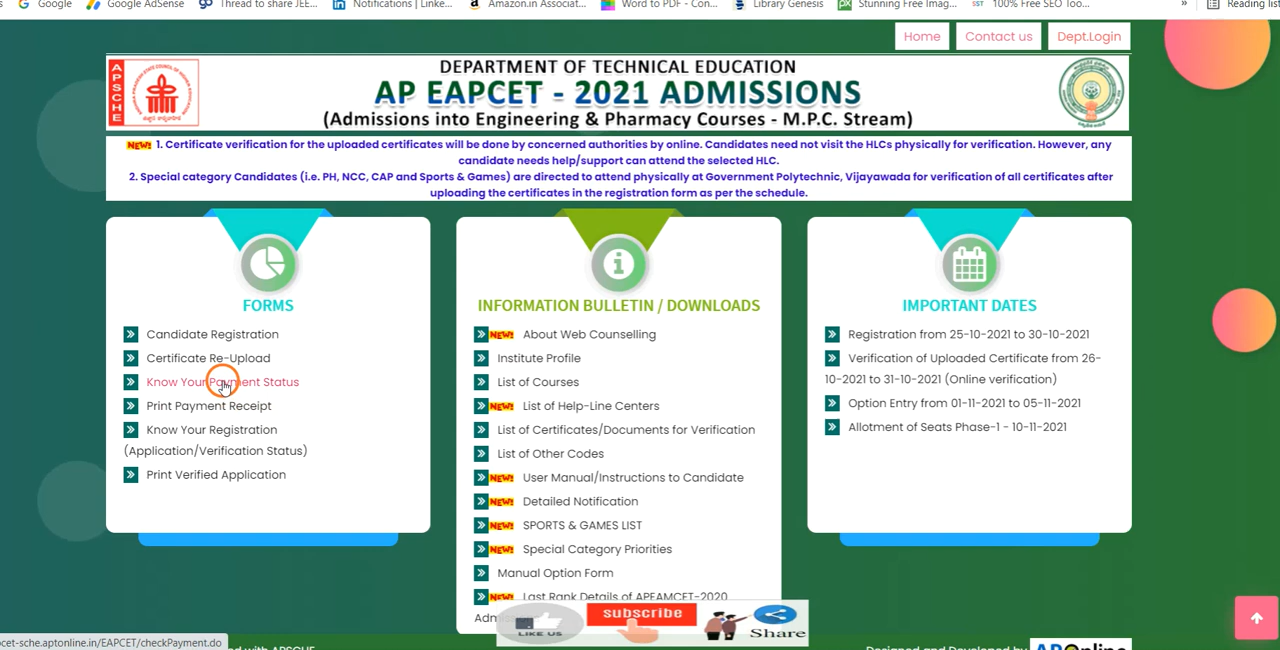 Google
Google AdSense
Thread to share JEE...
Notifications | Linke...
Amazon.in Associat...
Word to PDF - Con...
Library Genesis
Stunning Free Imag...
100% Free SEO Too...
»
Reading list
Home
Contact us
Dept.Login
APSCHE
DEPARTMENT OF TECHNICAL EDUCATION
AP EAPCET - 2021 ADMISSIONS
(Admissions into Engineering & Pharmacy Courses - M.P.C. Stream)
NEW! 1. Certificate verification for the uploaded certificates will be done by concerned authorities by online. Candidates need not visit the HLCs physically for verification. However, any
candidate needs help/support can attend the selected HLC.
2. Special category Candidates (i.e. PH, NCC, CAP and Sports & Games) are directed to attend physically at Government Polytechnic, Vijayawada for verification of all certificates after
uploading the certificates in the registration form as per the schedule.
FORMS
Candidate Registration
Certificate Re-Upload
Know Your Payment Status
Print Payment Receipt
Know Your Registration
(Application/Verification Status)
Print Verified Application
INFORMATION BULLETIN / DOWNLOADS
NEW! About Web Counselling
Institute Profile
List of Courses
NEW! List of Help-Line Centers
List of Certificates/Documents for Verification
List of Other Codes
NEW! User Manual/Instructions to Candidate
NEW! Detailed Notification
NEW! SPORTS & GAMES LIST
NEW! Special Category Priorities
Manual Option Form
NEW! Last Rank Details of APEAMCET-2020
IMPORTANT DATES
Registration from 25-10-2021 to 30-10-2021
Verification of Uploaded Certificate from 26-
10-2021 to 31-10-2021 (Online verification)
Option Entry from 01-11-2021 to 05-11-2021
Allotment of Seats Phase-1 - 10-11-2021
LIKE US
subscribe
Share
cet-sche.aptonline.in/EAPCET/checkPayment.do
with APSCHE
Designed and Developed by
APOnline